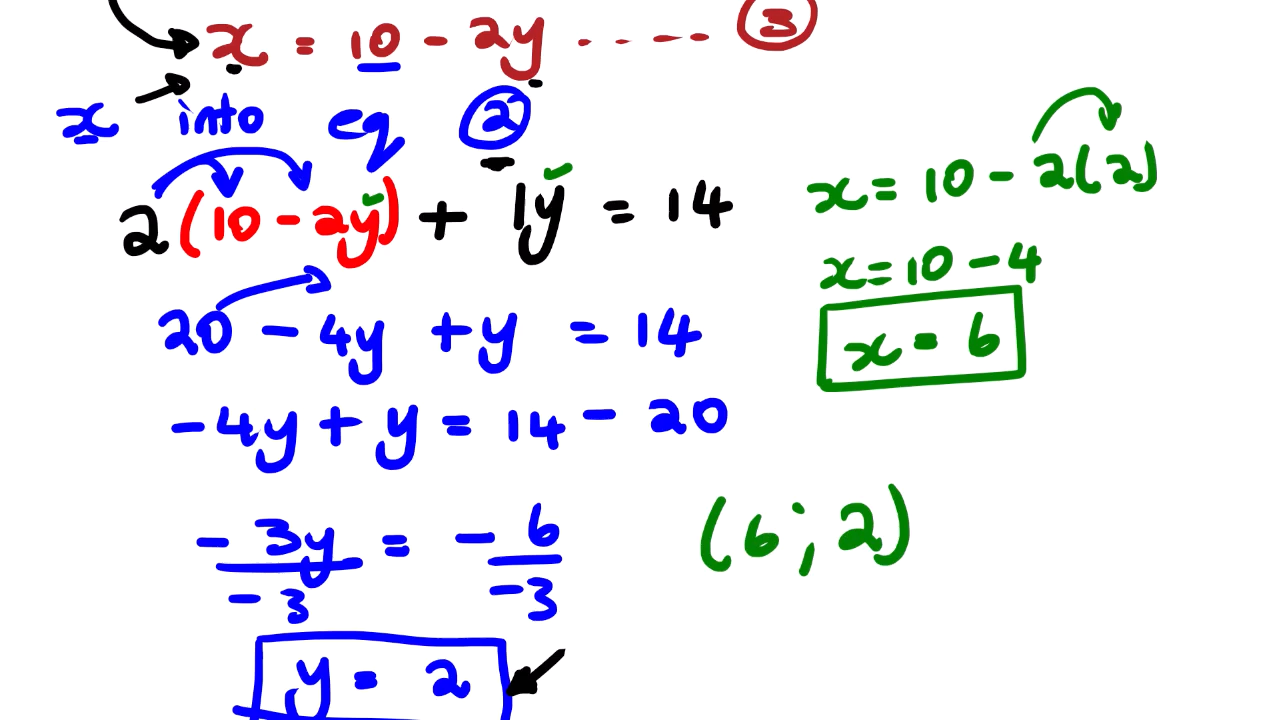 x = 10 - 2y ------ ③
x into eq ②
2(10 - 2y) + 1y = 14
20 - 4y + y = 14
-4y + y = 14 - 20
-3y/-3 = -6/-3
y = 2
x = 10 - 2(2)
x = 10 - 4
x = 6
(6 ; 2)